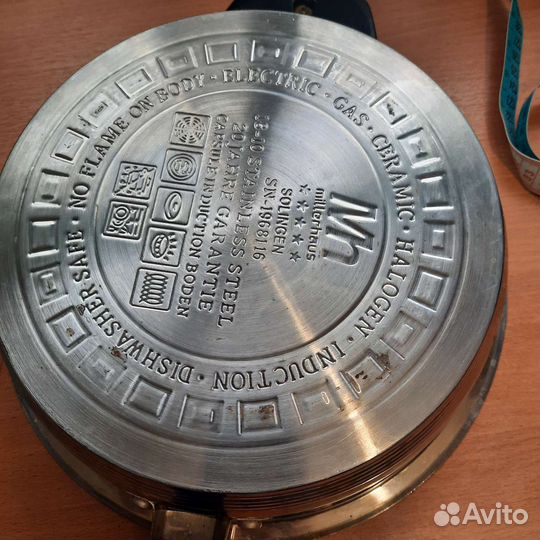 NO FLAME ON BODY · ELECTRIC · GAS · CERAMIC · HALOGEN · INDUCTION · DISHWASHER SAFE ·
Mh
millerhaus
★★★★★
SOLINGEN
SN-1968116
18-10 STAINLESS STEEL
20 JAHRE GARANTIE
CAPSULE INDUCTION BODEN
Avito